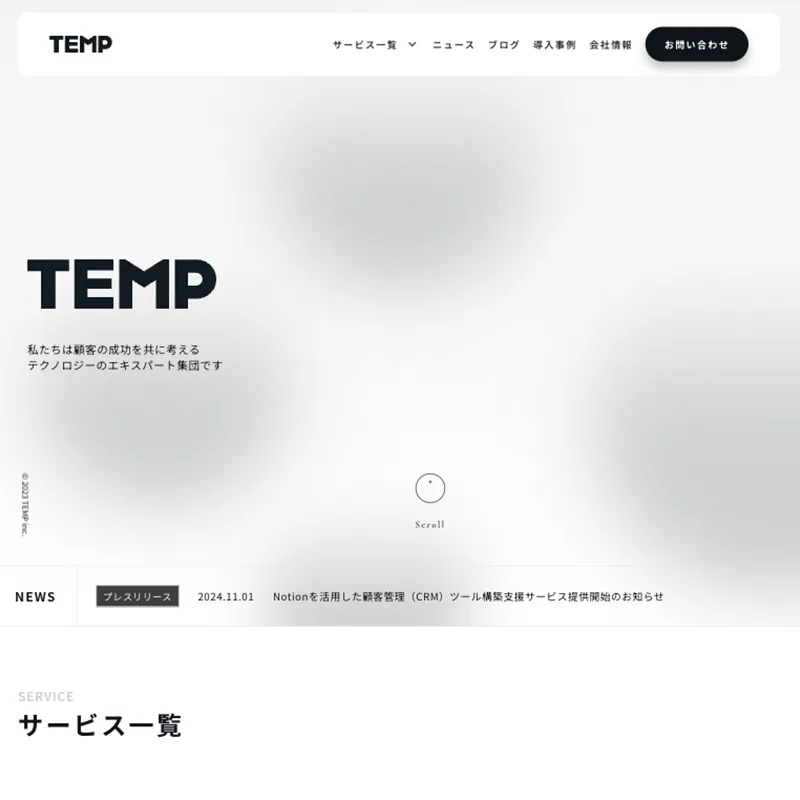 TEMP
サービス一覧
ニュース
ブログ
導入事例
会社情報
お問い合わせ
TEMP
私たちは顧客の成功を共に考える
テクノロジーのエキスパート集団です
© 2023 TEMP inc.
Scroll
NEWS
プレスリリース
2024.11.01
Notionを活用した顧客管理（CRM）ツール構築支援サービス提供開始のお知らせ
SERVICE
サービス一覧